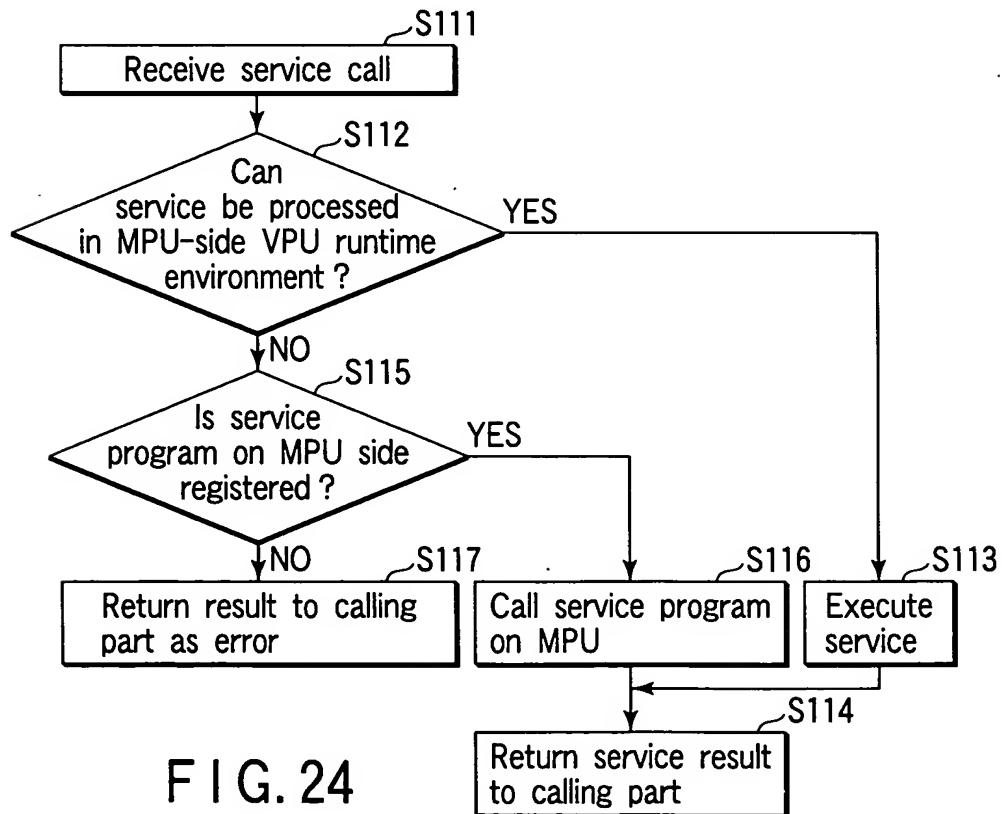 S111
Receive service call
S112
Can
service be processed
in MPU-side VPU runtime
environment ?
YES
NO
S115
Is service
program on MPU side
registered ?
YES
NO
S117
Return result to calling
part as error
S116
Call service program
on MPU
S113
Execute
service
S114
Return service result
to calling part
FIG. 24